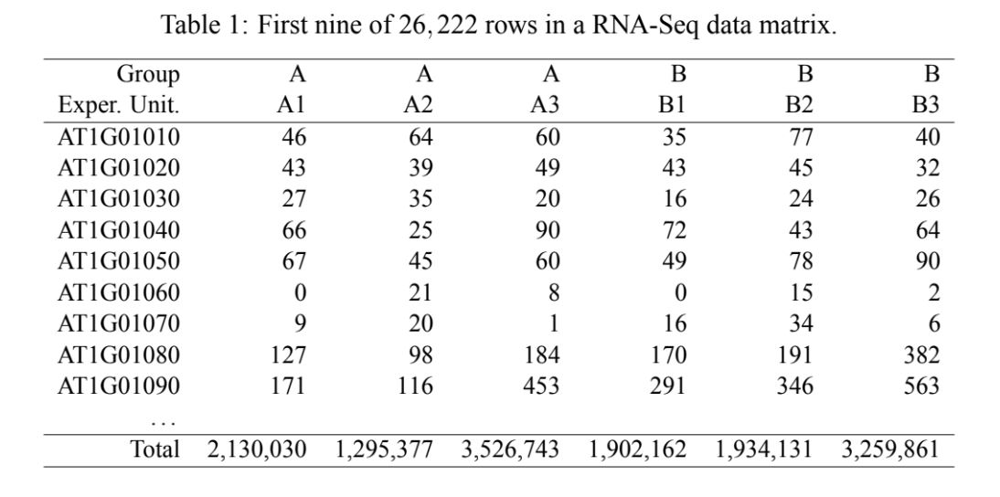 Table 1: First nine of 26,222 rows in a RNA-Seq data matrix.
Group A A A B B B
Exper. Unit. A1 A2 A3 B1 B2 B3
AT1G01010 46 64 60 35 77 40
AT1G01020 43 39 49 43 45 32
AT1G01030 27 35 20 16 24 26
AT1G01040 66 25 90 72 43 64
AT1G01050 67 45 60 49 78 90
AT1G01060 0 21 8 0 15 2
AT1G01070 9 20 1 16 34 6
AT1G01080 127 98 184 170 191 382
AT1G01090 171 116 453 291 346 563
...
Total 2,130,030 1,295,377 3,526,743 1,902,162 1,934,131 3,259,861